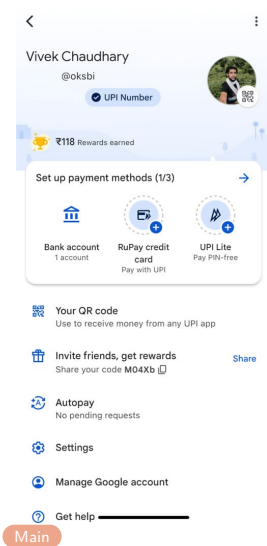 Vivek Chaudhary
@oksbi
UPI Number
₹118 Rewards earned
Set up payment methods (1/3)
Bank account
1 account
RuPay credit
card
Pay with UPI
UPI Lite
Pay PIN-free
Your QR code
Use to receive money from any UPI app
Invite friends, get rewards
Share your code M04Xb
Share
Autopay
No pending requests
Settings
Manage Google account
Get help
Main